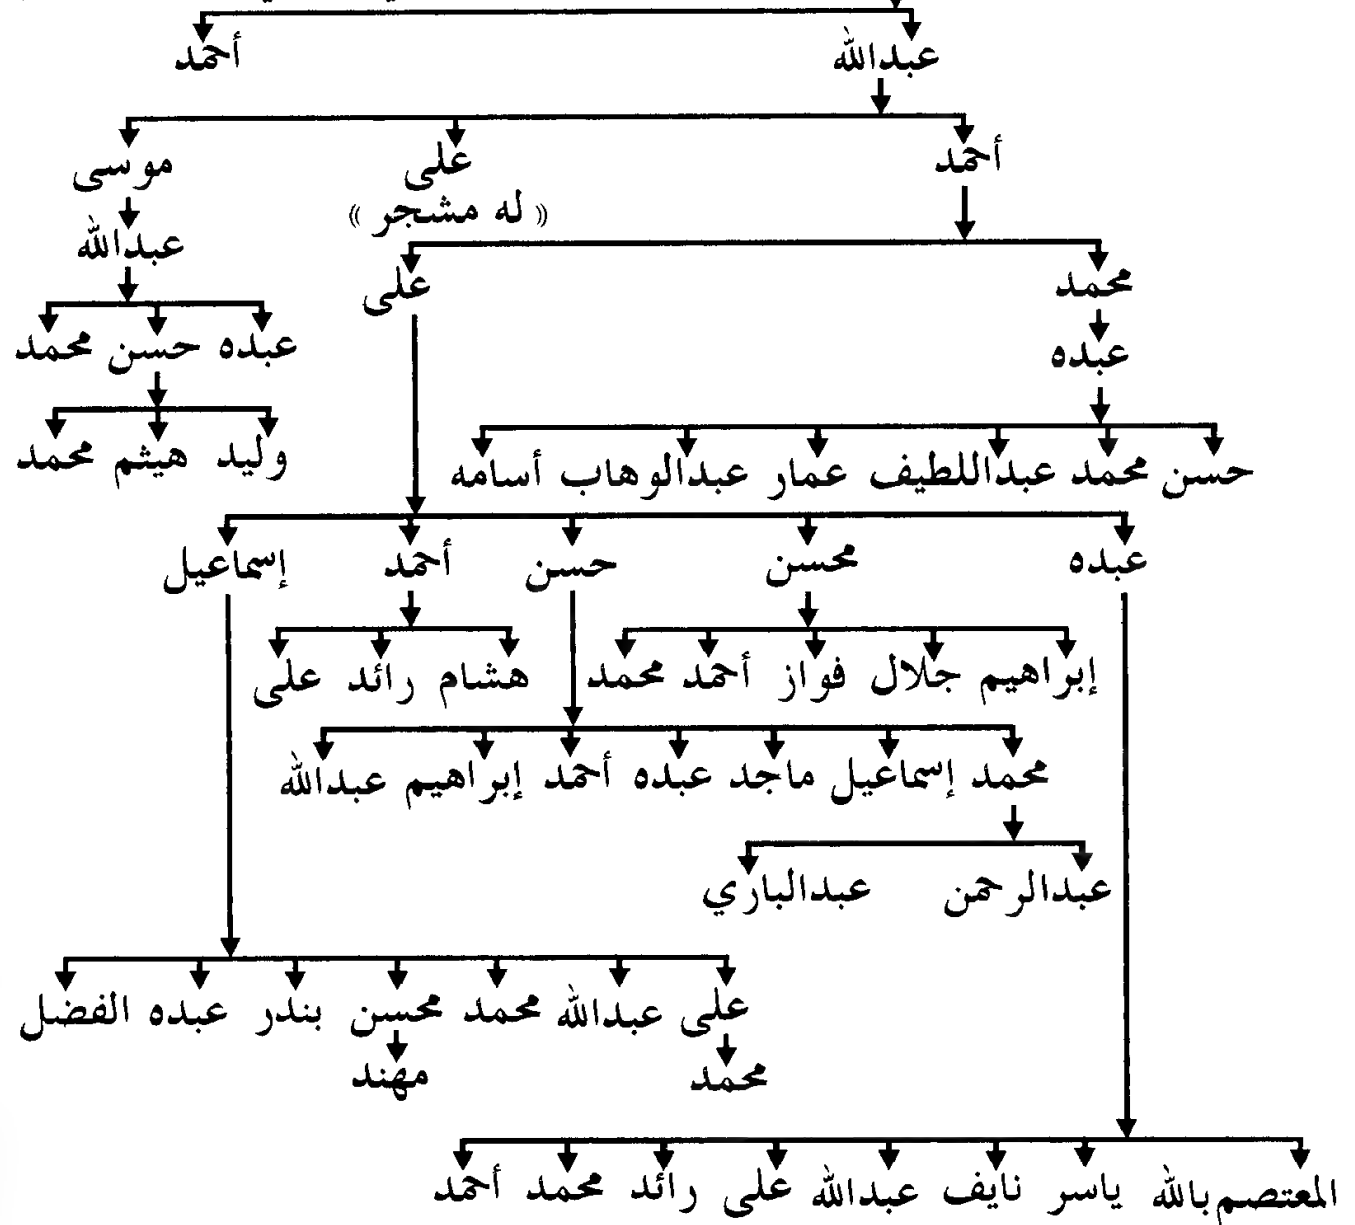 عبدالله أحمد
أحمد على موسى
« له مشجر »
عبدالله
محمد على
عبده حسن محمد
عبده
وليد هيثم محمد
حسن محمد عبداللطيف عمار عبدالوهاب أسامه
عبده محسن حسن أحمد إسماعيل
إبراهيم جلال فواز أحمد محمد هشام رائد على
محمد إسماعيل ماجد عبده أحمد إبراهيم عبدالله
عبدالرحمن عبدالباري
على عبدالله محمد محسن بندر عبده الفضل
محمد مهند
المعتصم بالله ياسر نايف عبدالله على رائد محمد أحمد